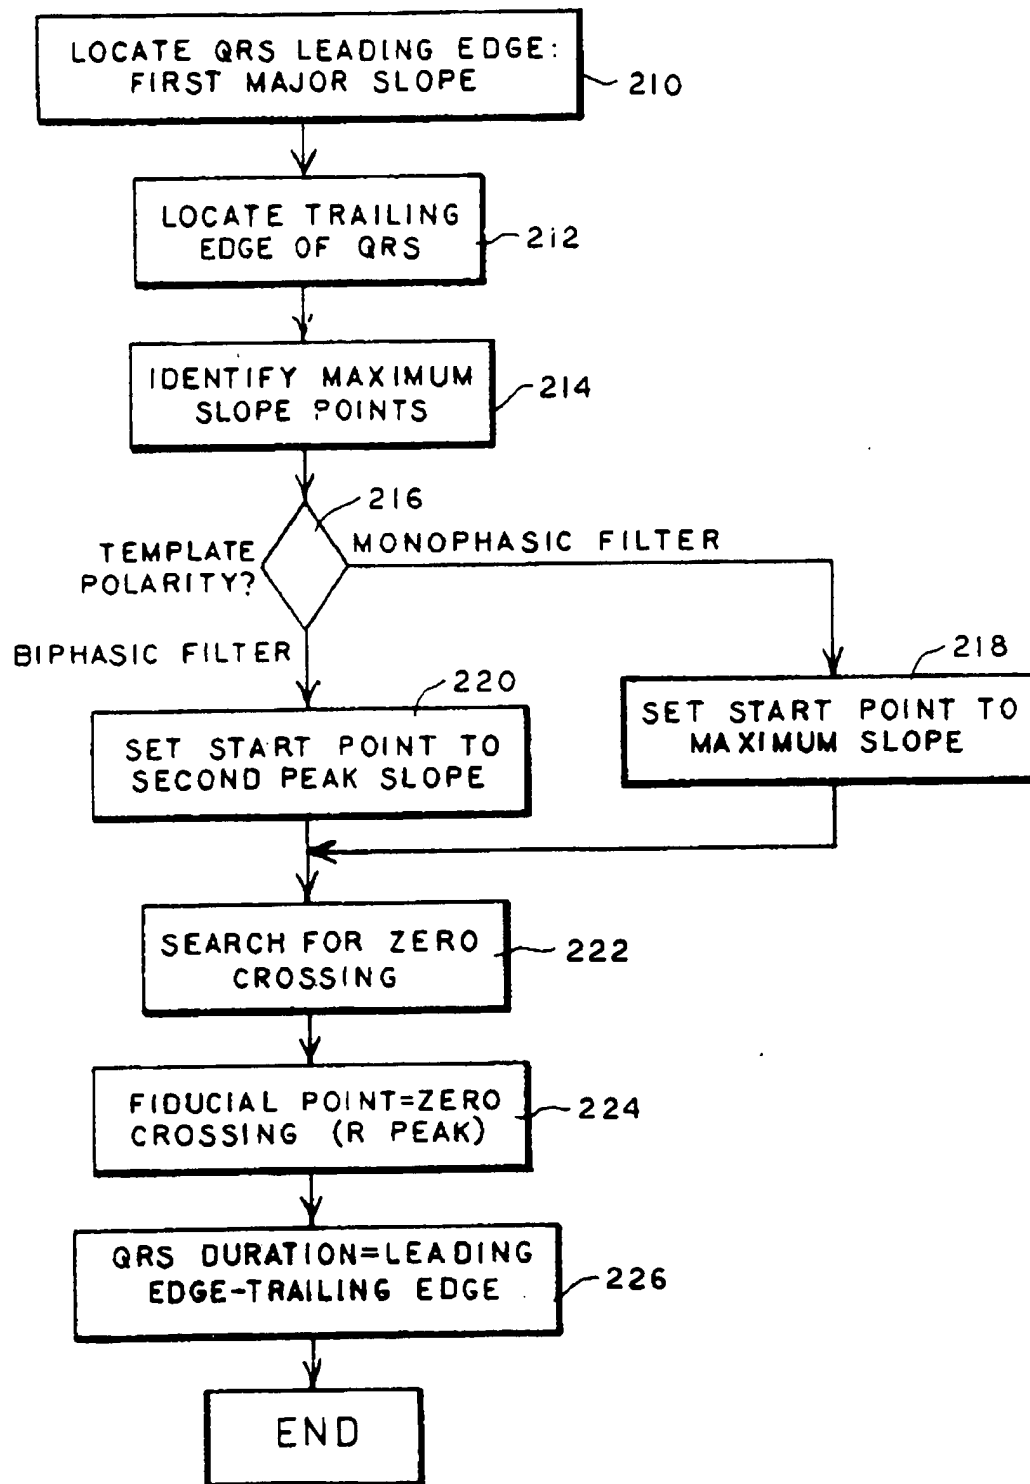 LOCATE QRS LEADING EDGE:
FIRST MAJOR SLOPE
210
LOCATE TRAILING
EDGE OF QRS
212
IDENTIFY MAXIMUM
SLOPE POINTS
214
216
TEMPLATE
POLARITY?
MONOPHASIC FILTER
BIPHASIC FILTER
218
SET START POINT TO
MAXIMUM SLOPE
220
SET START POINT TO
SECOND PEAK SLOPE
SEARCH FOR ZERO
CROSSING
222
FIDUCIAL POINT=ZERO
CROSSING (R PEAK)
224
QRS DURATION=LEADING
EDGE-TRAILING EDGE
226
END